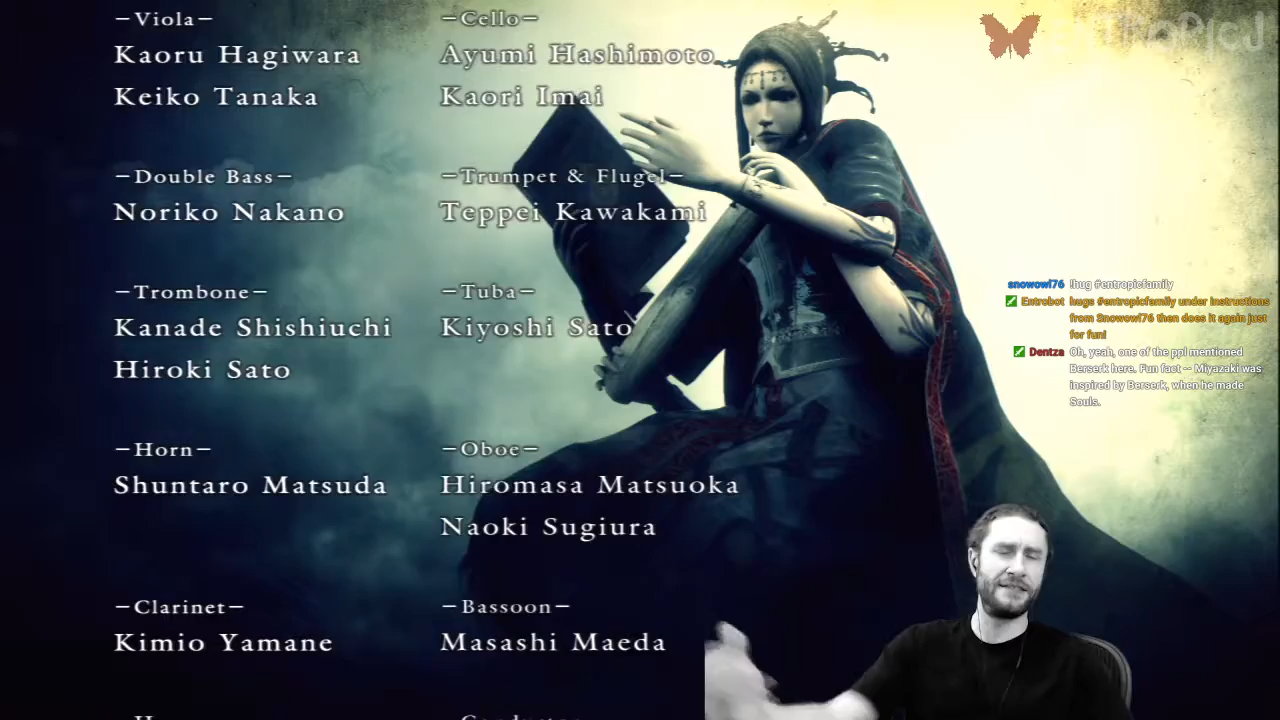 −Viola−
Kaoru Hagiwara
Keiko Tanaka
−Cello−
Ayumi Hashimoto
Kaori Imai
−Double Bass−
Noriko Nakano
−Trumpet & Flugel−
Teppei Kawakami
−Trombone−
Kanade Shishiuchi
Hiroki Sato
−Tuba−
Kiyoshi Sato
−Horn−
Shuntaro Matsuda
−Oboe−
Hiromasa Matsuoka
Naoki Sugiura
−Clarinet−
Kimio Yamane
−Bassoon−
Masashi Maeda
ENTROPICJ
snowowl76 !hug #entropicfamily
Entrobot hugs #entropicfamily under instructions
from Snowowl76 then does it again just
for fun!
Dentza Oh, yeah, one of the ppl mentioned
Berserk here. Fun fact -- Miyazaki was
inspired by Berserk, when he made
Souls.